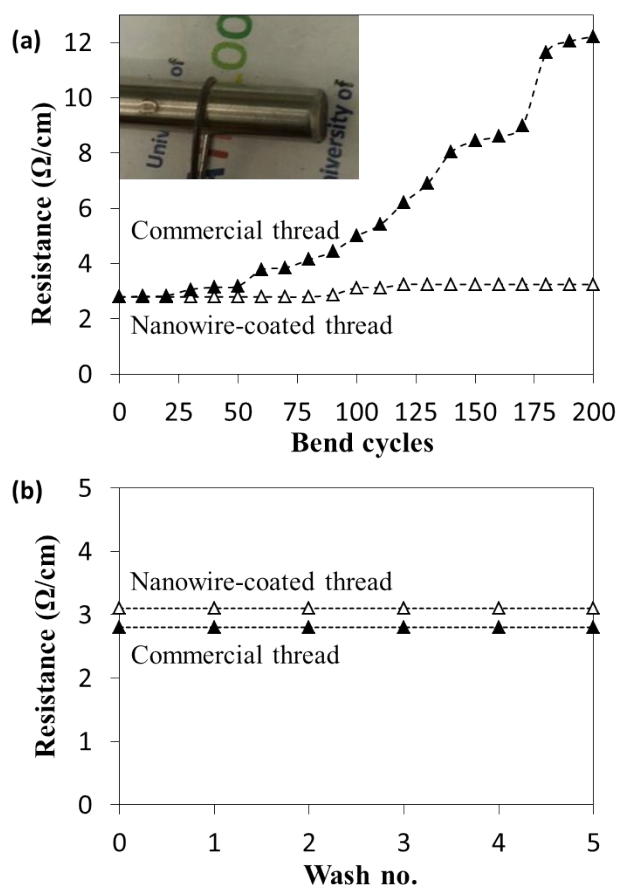 (a)
12
10
8
6
4
2
0
Resistance (Ω/cm)
University of
Commercial thread
Nanowire-coated thread
0 25 50 75 100 125 150 175 200
Bend cycles
(b)
5
4
3
2
1
0
Resistance (Ω/cm)
Nanowire-coated thread
Commercial thread
0 1 2 3 4 5
Wash no.